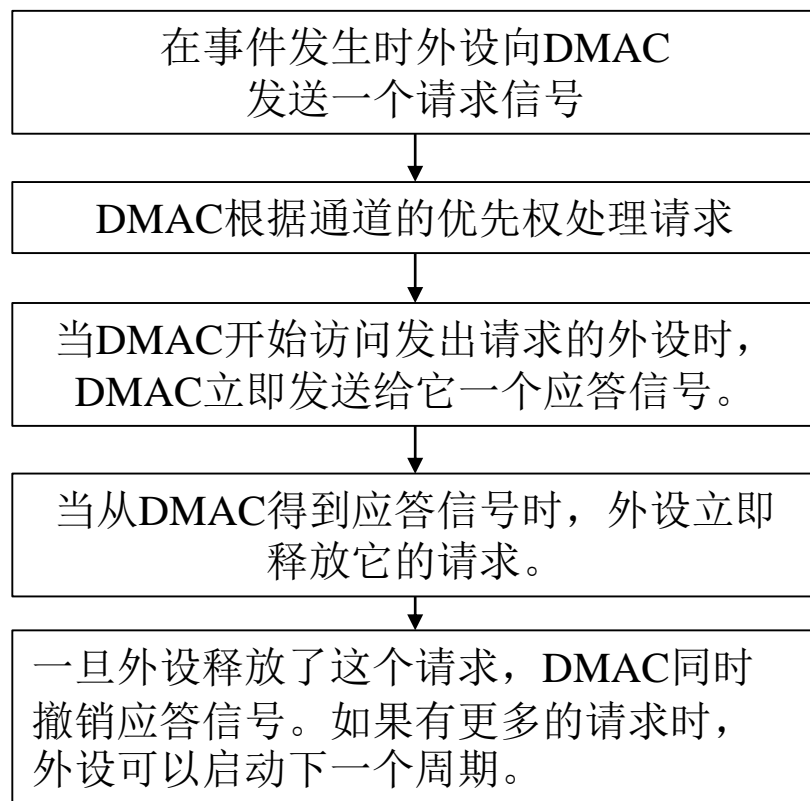 在事件发生时外设向DMAC
发送一个请求信号
DMAC根据通道的优先权处理请求
当DMAC开始访问发出请求的外设时，
DMAC立即发送给它一个应答信号。
当从DMAC得到应答信号时，外设立即
释放它的请求。
一旦外设释放了这个请求，DMAC同时
撤销应答信号。如果有更多的请求时，
外设可以启动下一个周期。